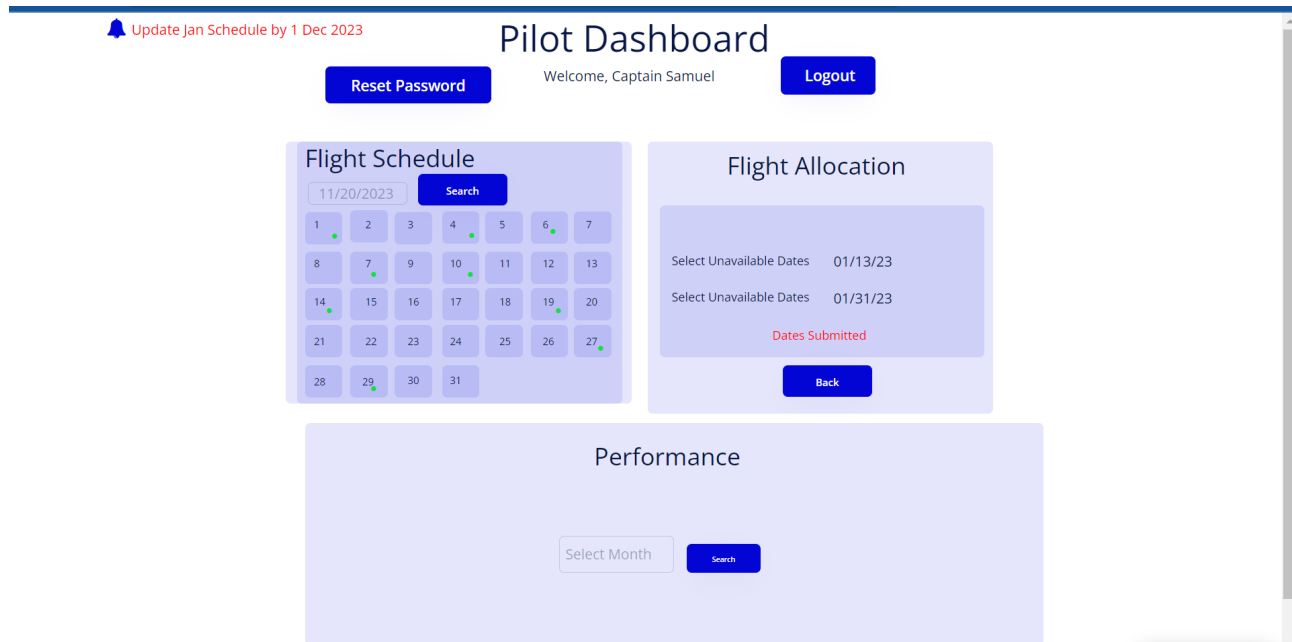 Update Jan Schedule by 1 Dec 2023
Pilot Dashboard
Reset Password
Welcome, Captain Samuel
Logout
Flight Schedule
11/20/2023 Search
1 2 3 4 5 6 7
8 7 9 10 11 12 13
14 15 16 17 18 19 20
21 22 23 24 25 26 27
28 29 30 31
Flight Allocation
Select Unavailable Dates 01/13/23
Select Unavailable Dates 01/31/23
Dates Submitted
Back
Performance
Select Month Search